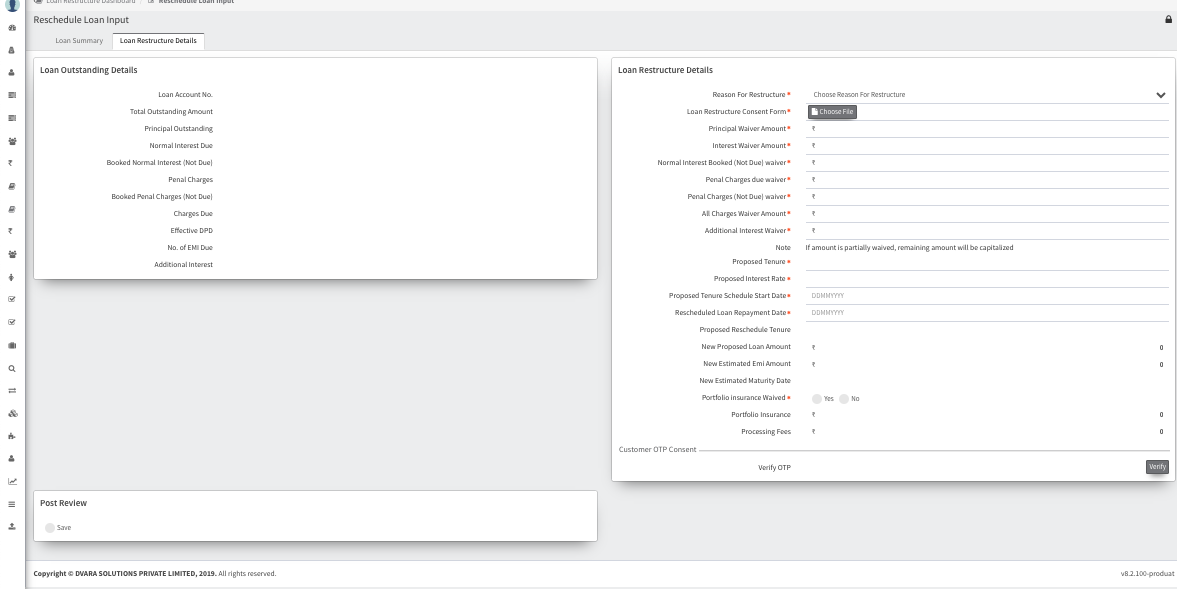 Loan Restructure Dashboard
Reschedule Loan Input
Reschedule Loan Input
Loan Summary
Loan Restructure Details
Loan Outstanding Details
Loan Account No.
Total Outstanding Amount
Principal Outstanding
Normal Interest Due
Booked Normal Interest (Not Due)
Penal Charges
Booked Penal Charges (Not Due)
Charges Due
Effective DPD
No. of EMI Due
Additional Interest
Loan Restructure Details
Reason For Restructure* Choose Reason For Restructure
Loan Restructure Consent Form* Choose File
Principal Waiver Amount* ₹
Interest Waiver Amount* ₹
Normal Interest Booked (Not Due) waiver* ₹
Penal Charges due waiver* ₹
Penal Charges (Not Due) waiver* ₹
All Charges Waiver Amount* ₹
Additional Interest Waiver* ₹
Note If amount is partially waived, remaining amount will be capitalized
Proposed Tenure *
Proposed Interest Rate *
Proposed Tenure Schedule Start Date* DDMMYYYY
Rescheduled Loan Repayment Date* DDMMYYYY
Proposed Reschedule Tenure
New Proposed Loan Amount ₹ 0
New Estimated Emi Amount ₹ 0
New Estimated Maturity Date
Portfolio insurance Waived * Yes No
Portfolio Insurance ₹ 0
Processing Fees ₹ 0
Customer OTP Consent
Verify OTP Verify
Post Review
Save
Copyright © DVARA SOLUTIONS PRIVATE LIMITED, 2019. All rights reserved.
v8.2.100-produat